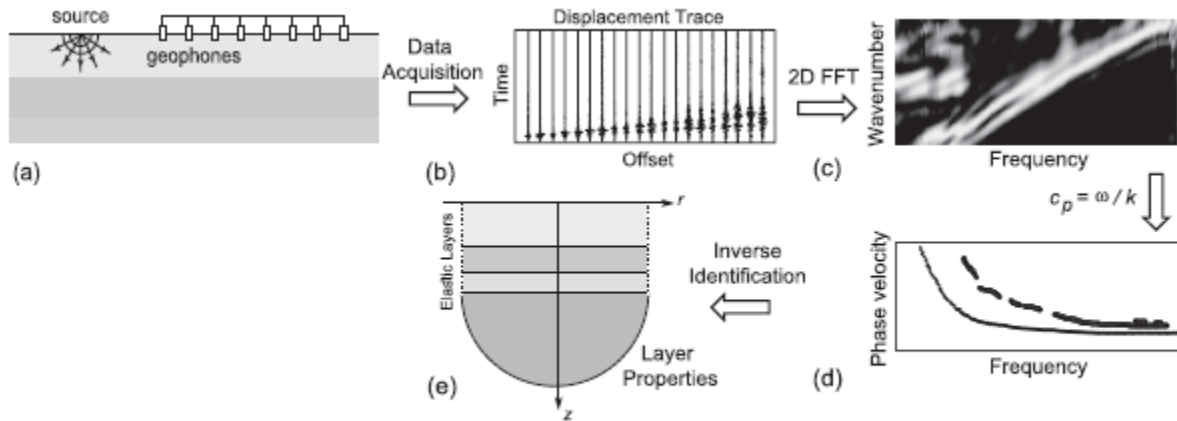 source
geophones
(a)
Data
Acquisition
Displacement Trace
Time
Offset
(b)
2D FFT
Wavenumber
Frequency
(c)
c_p = ω / k
Phase velocity
Frequency
(d)
Inverse
Identification
r
Elastic Layers
Layer
Properties
z
(e)